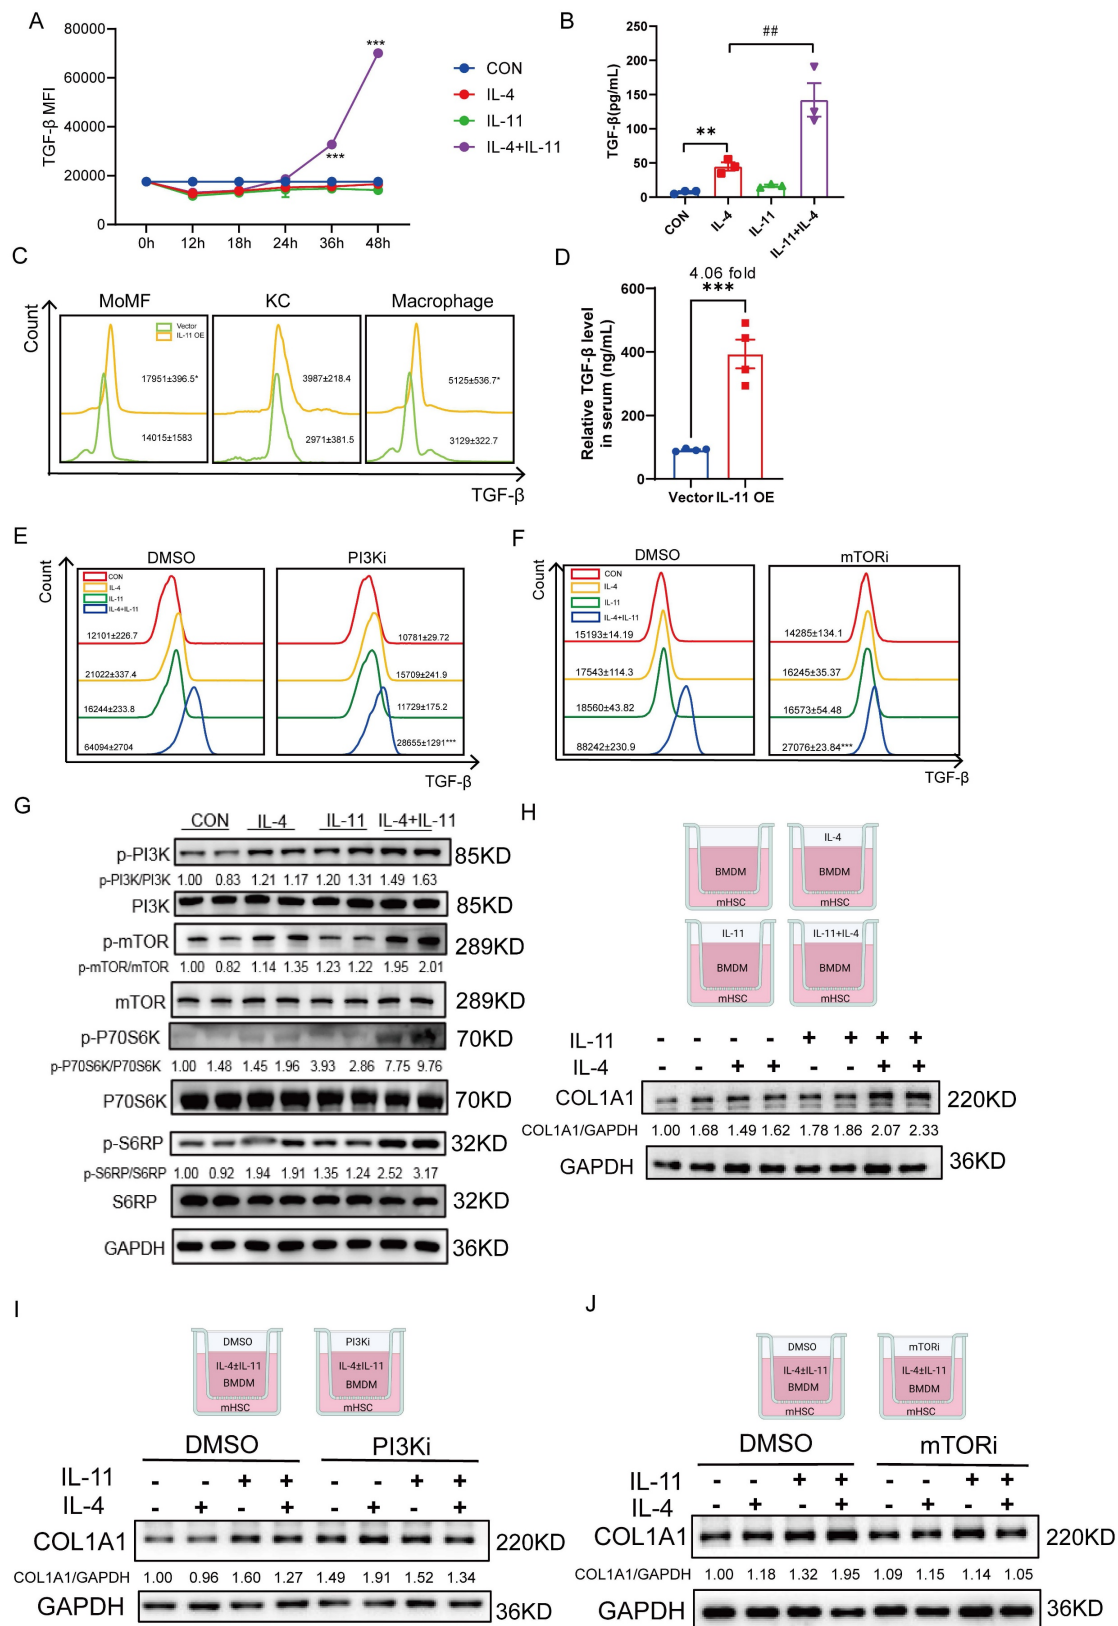 A
80000
60000
40000
20000
0
TGF-β MFI
***
***
0h 12h 18h 24h 36h 48h
CON
IL-4
IL-11
IL-4+IL-11
B
##
**
250
200
150
100
50
0
TGF-β(pg/mL)
CON IL-4 IL-11 IL-11+IL-4
C
MoMF KC Macrophage
Count
Vector
IL-11 OE
17951±396.5* 3987±218.4 5125±536.7*
14015±1583 2971±381.5 3129±322.7
TGF-β
D
4.06 fold
***
600
400
200
0
Relative TGF-β level
in serum (ng/mL)
Vector IL-11 OE
E
DMSO PI3Ki
Count
CON
IL-4
IL-11
IL-4+IL-11
12101±226.7 10781±29.72
21022±337.4 15709±241.9
16244±233.8 11729±175.2
64094±2704 28655±1291***
TGF-β
F
DMSO mTORi
Count
CON
IL-4
IL-11
IL-4+IL-11
15193±14.19 14285±134.1
17543±114.3 16245±35.37
18560±43.82 16573±54.48
88242±230.9 27076±23.84***
TGF-β
G
CON IL-4 IL-11 IL-4+IL-11
p-PI3K 85KD
p-PI3K/PI3K 1.00 0.83 1.21 1.17 1.20 1.31 1.49 1.63
PI3K 85KD
p-mTOR 289KD
p-mTOR/mTOR 1.00 0.82 1.14 1.35 1.23 1.22 1.95 2.01
mTOR 289KD
p-P70S6K 70KD
p-P70S6K/P70S6K 1.00 1.48 1.45 1.96 3.93 2.86 7.75 9.76
P70S6K 70KD
p-S6RP 32KD
p-S6RP/S6RP 1.00 0.92 1.94 1.91 1.35 1.24 2.52 3.17
S6RP 32KD
GAPDH 36KD
H
IL-4
BMDM BMDM
mHSC mHSC
IL-11 IL-11+IL-4
BMDM BMDM
mHSC mHSC
IL-11 - - - - + + + +
IL-4 - - + + - - + +
COL1A1 220KD
COL1A1/GAPDH 1.00 1.68 1.49 1.62 1.78 1.86 2.07 2.33
GAPDH 36KD
I
DMSO PI3Ki
IL-4±IL-11 IL-4±IL-11
BMDM BMDM
mHSC mHSC
DMSO PI3Ki
IL-11 - - + + - - + +
IL-4 - + - + - + - +
COL1A1 220KD
COL1A1/GAPDH 1.00 0.96 1.60 1.27 1.49 1.91 1.52 1.34
GAPDH 36KD
J
DMSO mTORi
IL-4±IL-11 IL-4±IL-11
BMDM BMDM
mHSC mHSC
DMSO mTORi
IL-11 - - + + - - + +
IL-4 - + - + - + - +
COL1A1 220KD
COL1A1/GAPDH 1.00 1.18 1.32 1.95 1.09 1.15 1.14 1.05
GAPDH 36KD